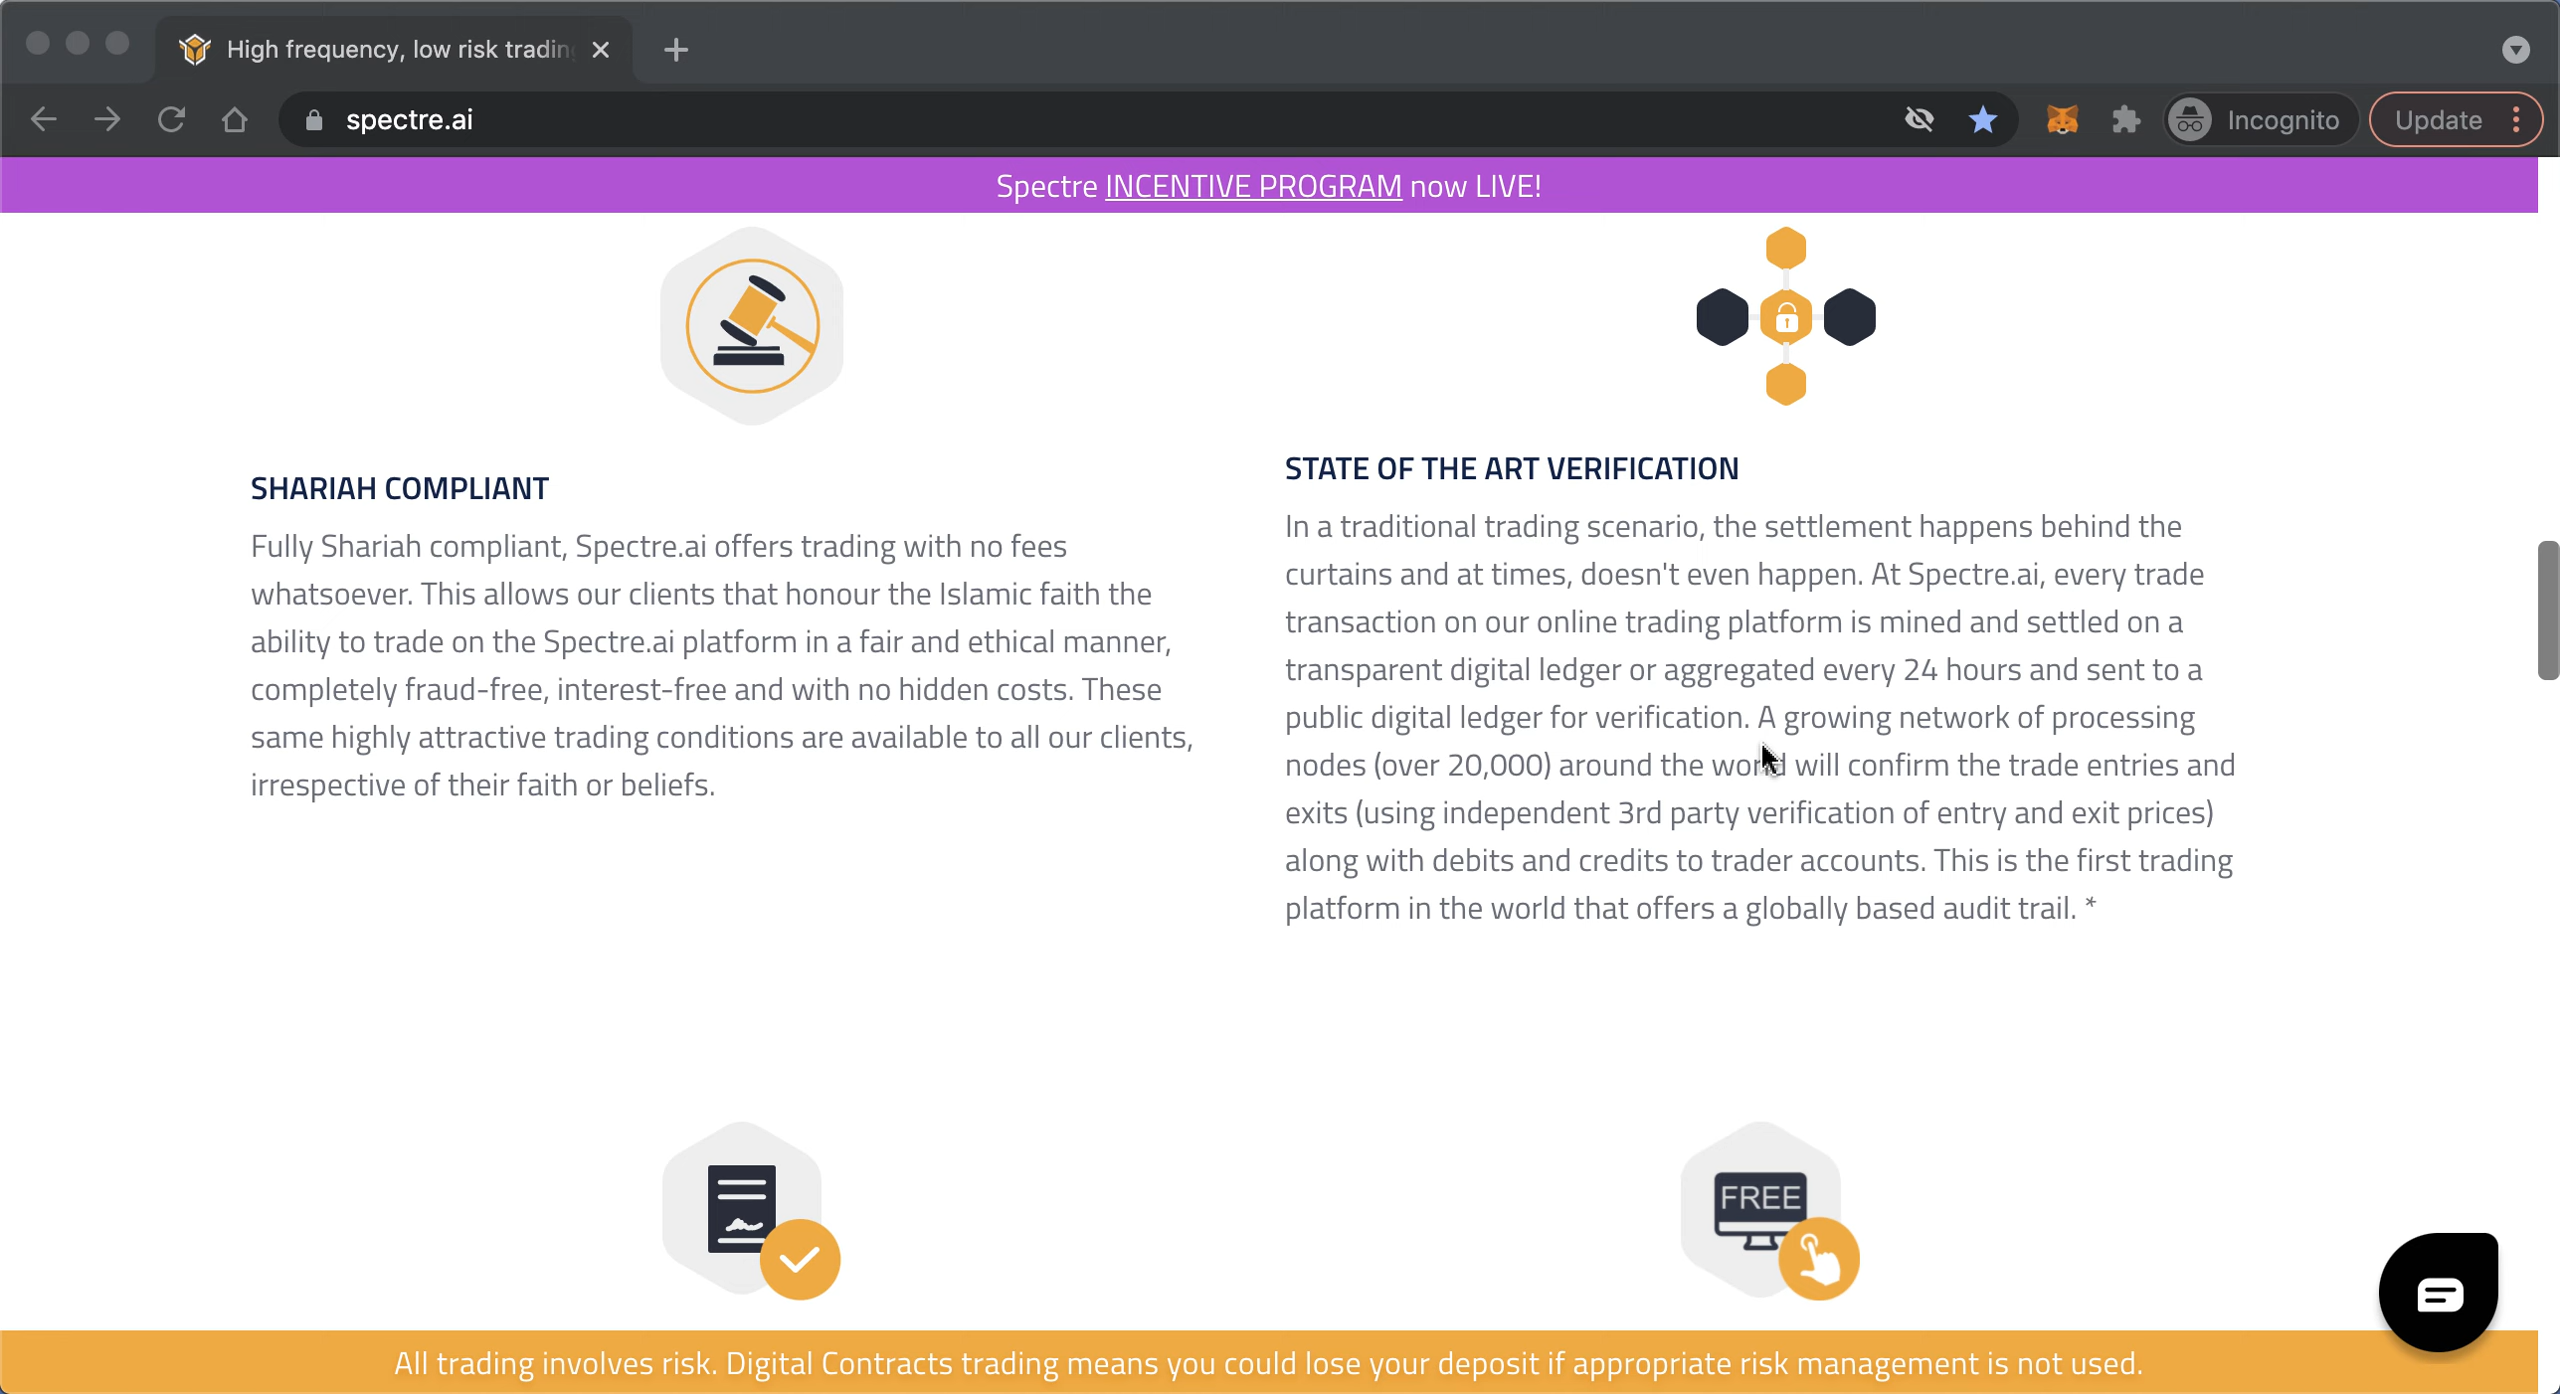 High frequency, low risk trading
spectre.ai
Incognito
Update
Spectre INCENTIVE PROGRAM now LIVE!
SHARIAH COMPLIANT
Fully Shariah compliant, Spectre.ai offers trading with no fees
whatsoever. This allows our clients that honour the Islamic faith the
ability to trade on the Spectre.ai platform in a fair and ethical manner,
completely fraud-free, interest-free and with no hidden costs. These
same highly attractive trading conditions are available to all our clients,
irrespective of their faith or beliefs.
STATE OF THE ART VERIFICATION
In a traditional trading scenario, the settlement happens behind the
curtains and at times, doesn't even happen. At Spectre.ai, every trade
transaction on our online trading platform is mined and settled on a
transparent digital ledger or aggregated every 24 hours and sent to a
public digital ledger for verification. A growing network of processing
nodes (over 20,000) around the world will confirm the trade entries and
exits (using independent 3rd party verification of entry and exit prices)
along with debits and credits to trader accounts. This is the first trading
platform in the world that offers a globally based audit trail. *
FREE
All trading involves risk. Digital Contracts trading means you could lose your deposit if appropriate risk management is not used.